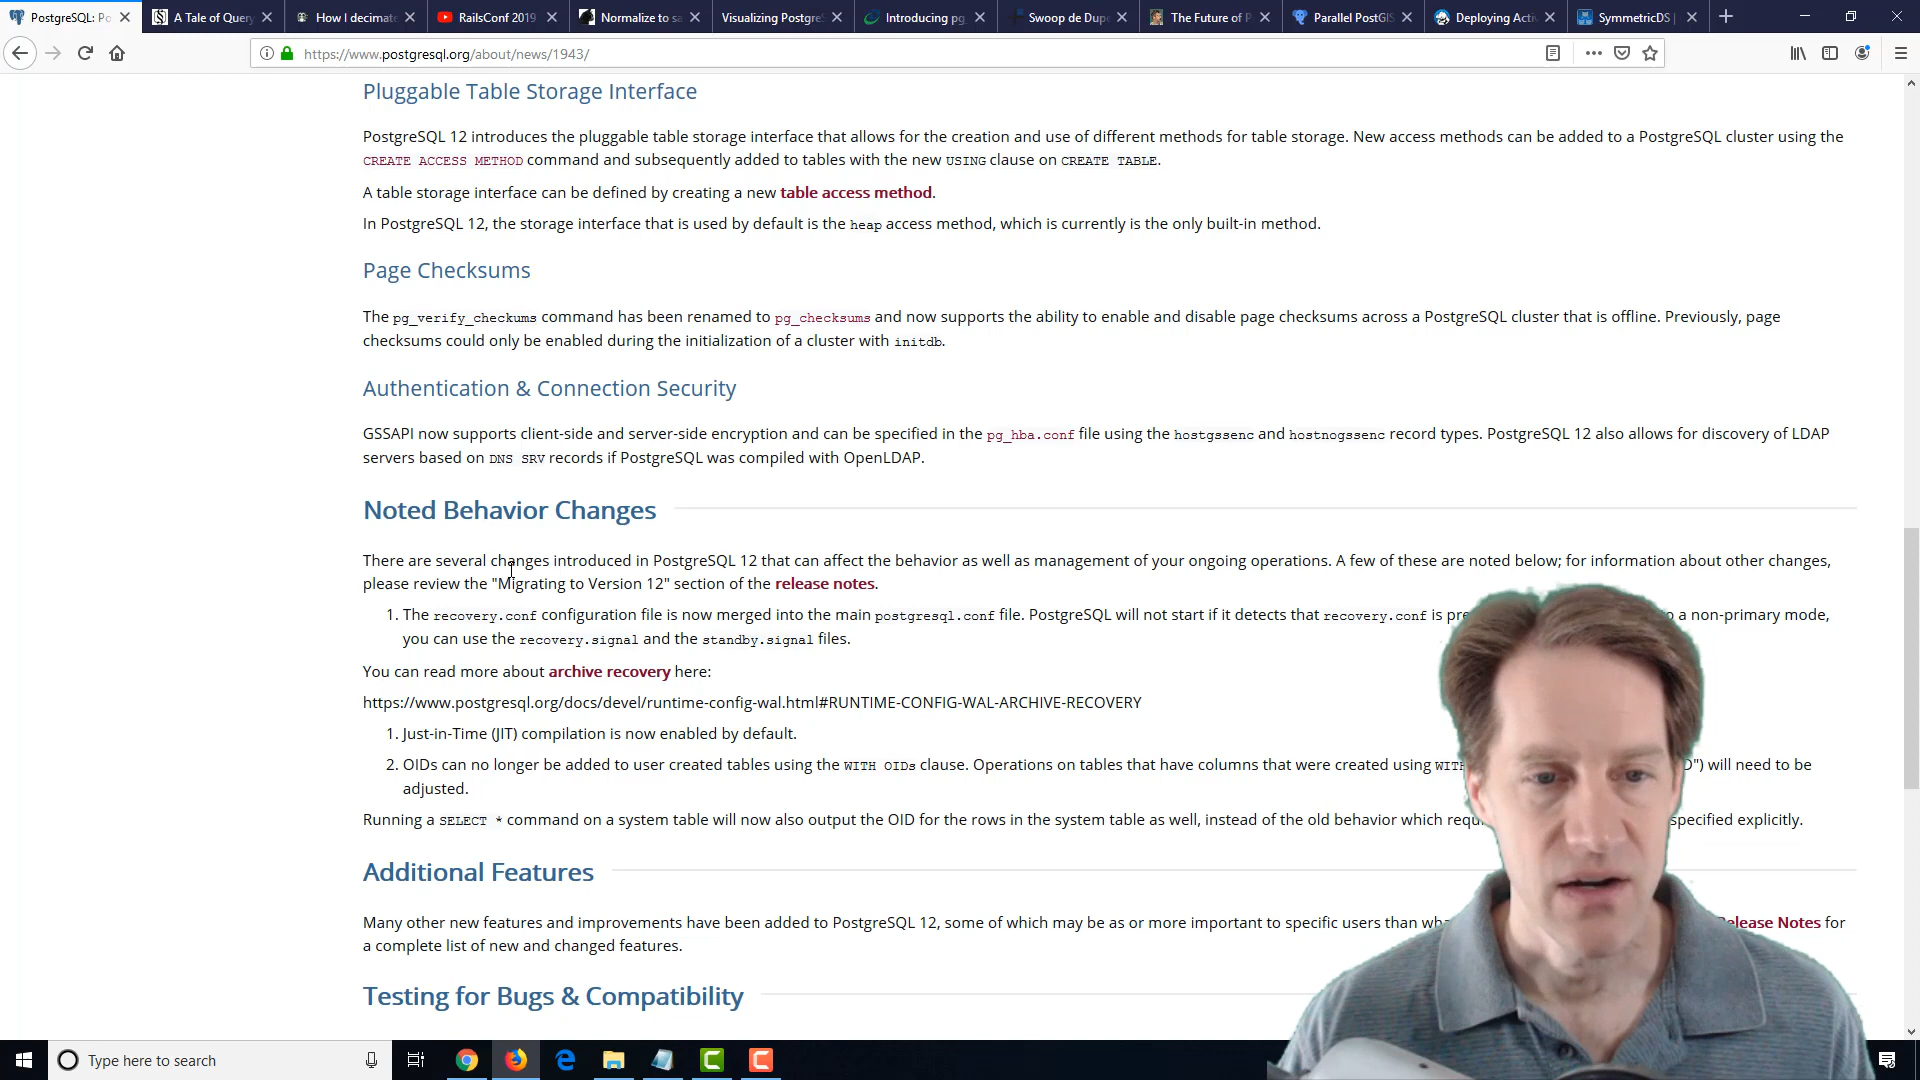 PostgreSQL: Po
A Tale of Query
How I decimate
RailsConf 2019
Normalize to sa
Visualizing Postgre
Introducing pg_
Swoop de Dupe
The Future of P
Parallel PostGIS
Deploying Activ
SymmetricDS |
https://www.postgresql.org/about/news/1943/
Pluggable Table Storage Interface
PostgreSQL 12 introduces the pluggable table storage interface that allows for the creation and use of different methods for table storage. New access methods can be added to a PostgreSQL cluster using the
CREATE ACCESS METHOD command and subsequently added to tables with the new USING clause on CREATE TABLE.
A table storage interface can be defined by creating a new table access method.
In PostgreSQL 12, the storage interface that is used by default is the heap access method, which is currently is the only built-in method.
Page Checksums
The pg_verify_checkums command has been renamed to pg_checksums and now supports the ability to enable and disable page checksums across a PostgreSQL cluster that is offline. Previously, page
checksums could only be enabled during the initialization of a cluster with initdb.
Authentication & Connection Security
GSSAPI now supports client-side and server-side encryption and can be specified in the pg_hba.conf file using the hostgssenc and hostnogssenc record types. PostgreSQL 12 also allows for discovery of LDAP
servers based on DNS SRV records if PostgreSQL was compiled with OpenLDAP.
Noted Behavior Changes
There are several changes introduced in PostgreSQL 12 that can affect the behavior as well as management of your ongoing operations. A few of these are noted below; for information about other changes,
please review the "Migrating to Version 12" section of the release notes.
1. The recovery.conf configuration file is now merged into the main postgresql.conf file. PostgreSQL will not start if it detects that recovery.conf is pre o a non-primary mode,
you can use the recovery.signal and the standby.signal files.
You can read more about archive recovery here:
https://www.postgresql.org/docs/devel/runtime-config-wal.html#RUNTIME-CONFIG-WAL-ARCHIVE-RECOVERY
1. Just-in-Time (JIT) compilation is now enabled by default.
2. OIDs can no longer be added to user created tables using the WITH OIDs clause. Operations on tables that have columns that were created using WITH D") will need to be
adjusted.
Running a SELECT * command on a system table will now also output the OID for the rows in the system table as well, instead of the old behavior which requ specified explicitly.
Additional Features
Many other new features and improvements have been added to PostgreSQL 12, some of which may be as or more important to specific users than wha Release Notes for
a complete list of new and changed features.
Testing for Bugs & Compatibility
Type here to search